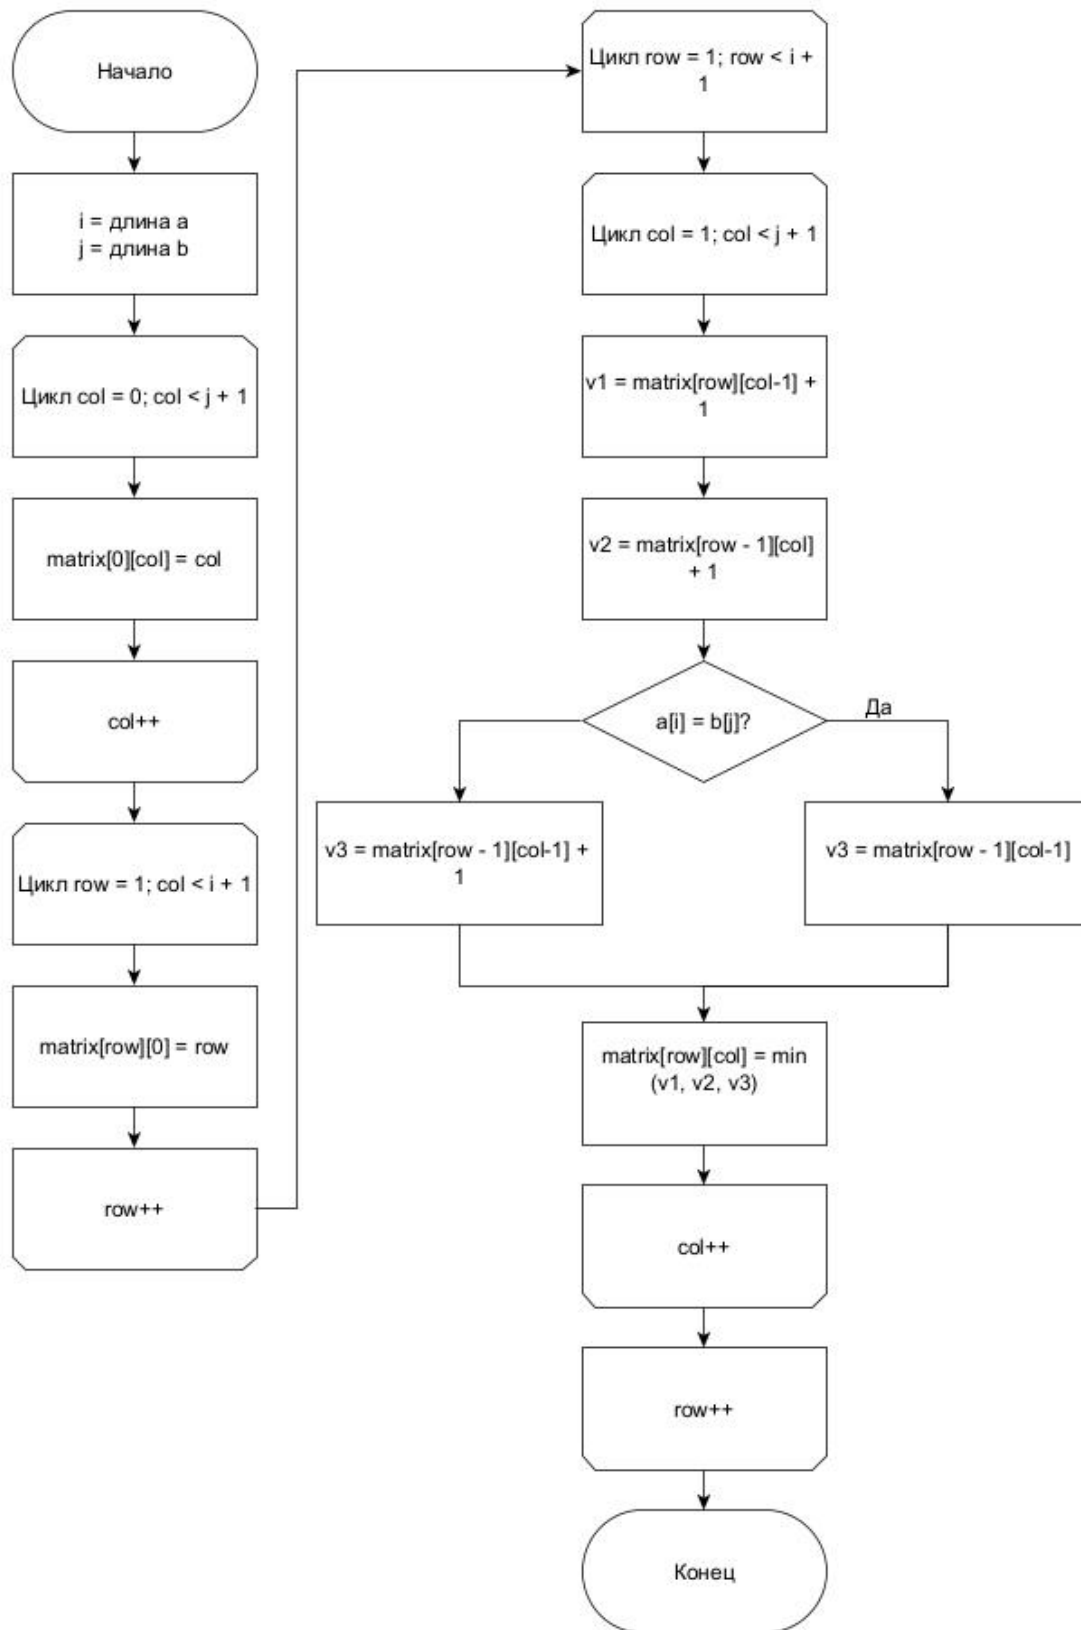 Начало
i = длина a
j = длина b
Цикл col = 0; col < j + 1
matrix[0][col] = col
col++
Цикл row = 1; col < i + 1
matrix[row][0] = row
row++
Цикл row = 1; row < i +
1
Цикл col = 1; col < j + 1
v1 = matrix[row][col-1] +
1
v2 = matrix[row - 1][col]
+ 1
a[i] = b[j]?
Да
v3 = matrix[row - 1][col-1] +
1
v3 = matrix[row - 1][col-1]
matrix[row][col] = min
(v1, v2, v3)
col++
row++
Конец